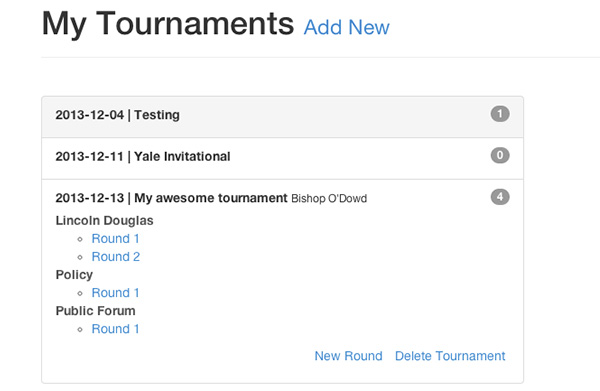 My Tournaments Add New
2013-12-04 | Testing 1
2013-12-11 | Yale Invitational 0
2013-12-13 | My awesome tournament Bishop O'Dowd 4
Lincoln Douglas
Round 1
Round 2
Policy
Round 1
Public Forum
Round 1
New Round Delete Tournament